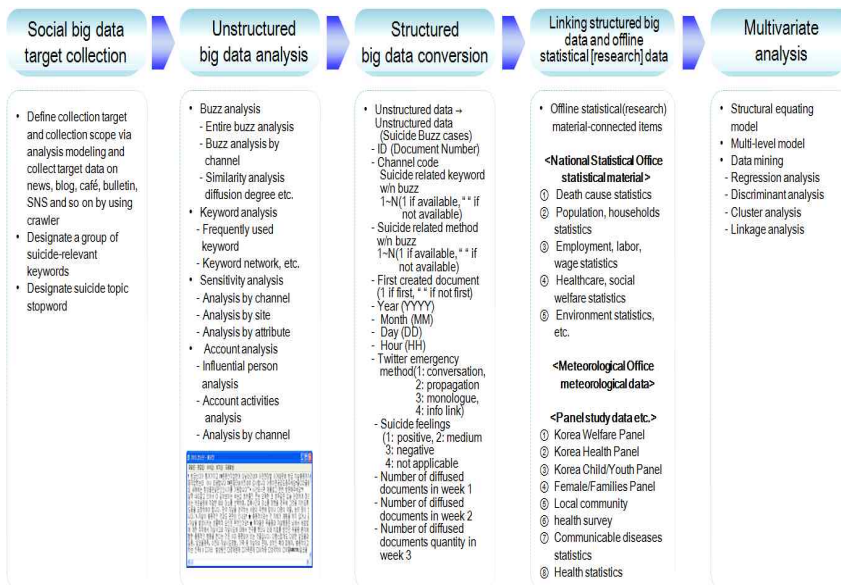 Social big data
target collection
• Define collection target
and collection scope via
analysis modeling and
collect target data on
news, blog, café, bulletin,
SNS and so on by using
crawler
• Designate a group of
suicide-relevant
keywords
• Designate suicide topic
stopword
Unstructured
big data analysis
• Buzz analysis
- Entire buzz analysis
- Buzz analysis by
channel
- Similarity analysis
diffusion degree etc.
• Keyword analysis
- Frequently used
keyword
- Keyword network, etc.
• Sensitivity analysis
- Analysis by channel
- Analysis by site
- Analysis by attribute
• Account analysis
- Influential person
analysis
- Account activities
analysis
- Analysis by channel
Structured
big data conversion
• Unstructured data →
Unstructured data
(Suicide Buzz cases)
- ID (Document Number)
- Channel code
Suicide related keyword
w/n buzz
1~N(1 if available, “ “ if
not available)
- Suicide related method
w/n buzz
1~N(1 if available, “ “ if
not available)
- First created document
(1 if first, “ “ if not first)
- Year (YYYY)
- Month (MM)
- Day (DD)
- Hour (HH)
- Twitter emergency
method(1: conversation,
2: propagation
3: monologue,
4: info link)
- Suicide feelings
(1: positive, 2: medium
3: negative
4: not applicable
- Number of diffused
documents in week 1
- Number of diffused
documents in week 2
- Number of diffused
documents quantity in
week 3
Linking structured big
data and offline
statistical [research] data
• Offline statistical(research)
material-connected items
<National Statistical Office
statistical material>
① Death cause statistics
② Population, households
statistics
③ Employment, labor,
wage statistics
④ Healthcare, social
welfare statistics
⑤ Environment statistics,
etc.
<Meteorological Office
meteorological data>
<Panel study data etc.>
① Korea Welfare Panel
② Korea Health Panel
③ Korea Child/Youth Panel
④ Female/Families Panel
⑤ Local community
⑥ health survey
⑦ Communicable diseases
statistics
⑧ Health statistics
Multivariate
analysis
• Structural equating
model
• Multi-level model
• Data mining
- Regression analysis
- Discriminant analysis
- Cluster analysis
- Linkage analysis